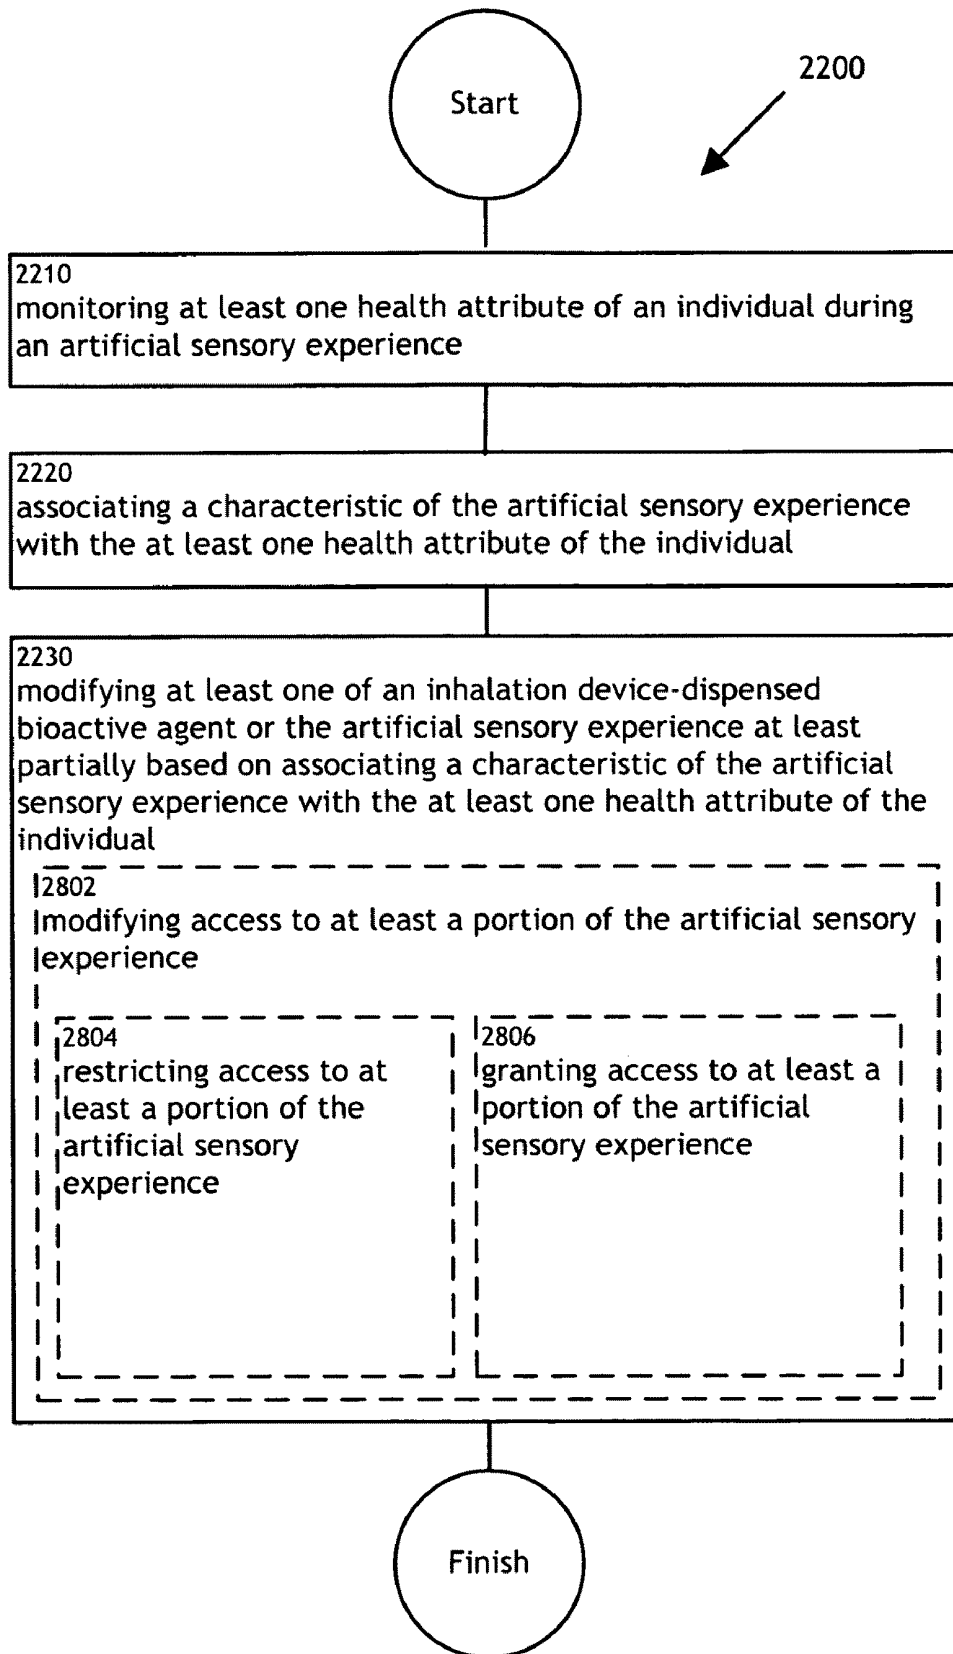 Start
2200
2210
monitoring at least one health attribute of an individual during
an artificial sensory experience
2220
associating a characteristic of the artificial sensory experience
with the at least one health attribute of the individual
2230
modifying at least one of an inhalation device-dispensed
bioactive agent or the artificial sensory experience at least
partially based on associating a characteristic of the artificial
sensory experience with the at least one health attribute of the
individual
2802
modifying access to at least a portion of the artificial sensory
experience
2804
restricting access to at
least a portion of the
artificial sensory
experience
2806
granting access to at least a
portion of the artificial
sensory experience
Finish